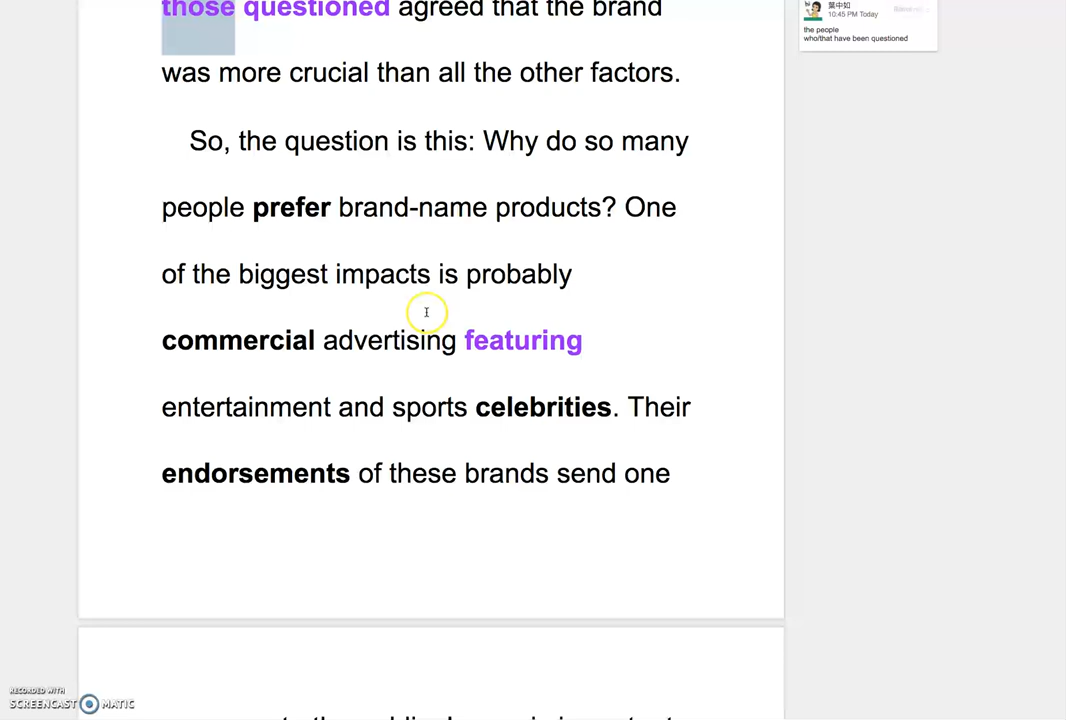 those questioned agreed that the brand
was more crucial than all the other factors.
So, the question is this: Why do so many
people prefer brand-name products? One
of the biggest impacts is probably
commercial advertising featuring
entertainment and sports celebrities. Their
endorsements of these brands send one
葉中如
10:45 PM Today
the people
who/that have been questioned
RECORDED WITH
SCREENCAST MATIC